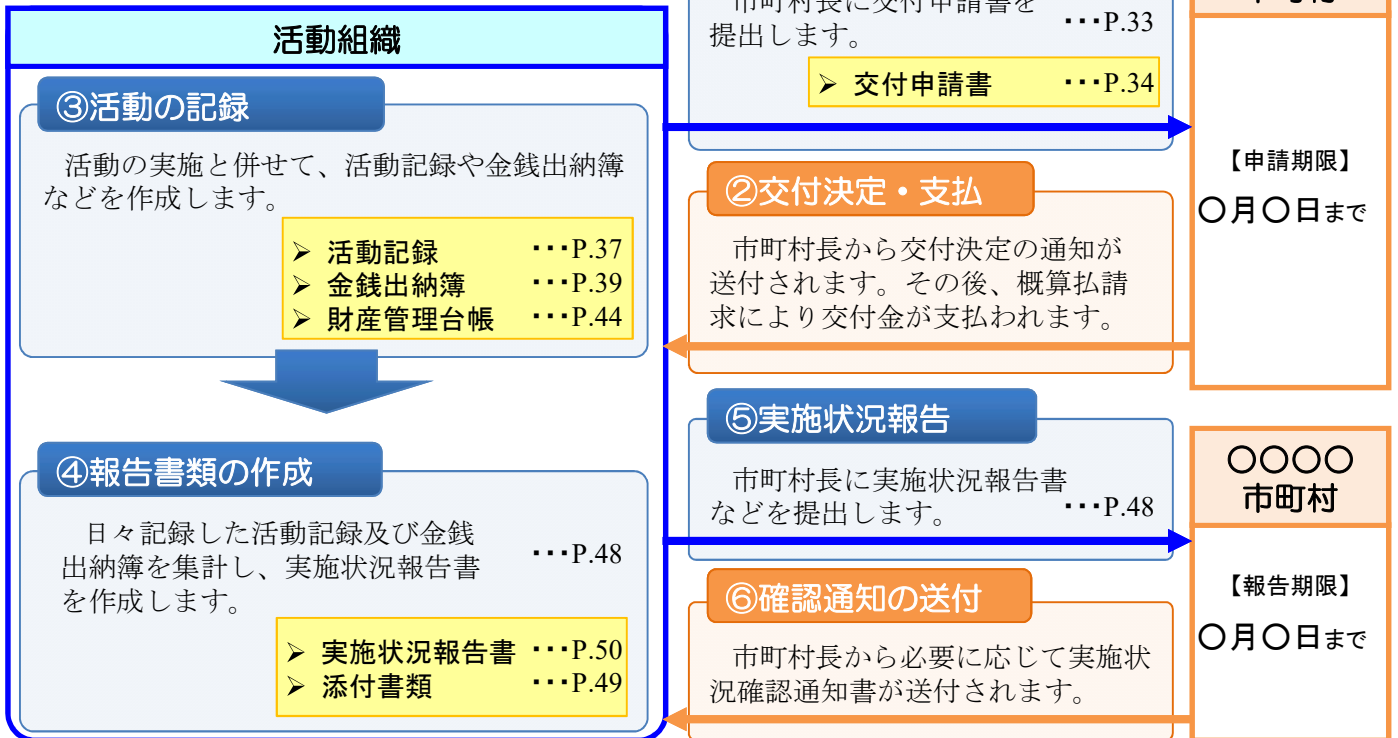 市町村長に交付申請書を
提出します。 ･･･P.33
➢ 交付申請書 ･･･P.34
活動組織
③活動の記録
活動の実施と併せて、活動記録や金銭出納簿
などを作成します。
➢ 活動記録 ･･･P.37
➢ 金銭出納簿 ･･･P.39
➢ 財産管理台帳 ･･･P.44
②交付決定・支払
市町村長から交付決定の通知が
送付されます。その後、概算払請
求により交付金が支払われます。
【申請期限】
〇月〇日まで
④報告書類の作成
日々記録した活動記録及び金銭
出納簿を集計し、実施状況報告書
を作成します。
･･･P.48
➢ 実施状況報告書 ･･･P.50
➢ 添付書類 ･･･P.49
⑤実施状況報告
市町村長に実施状況報告書
などを提出します。 ･･･P.48
⑥確認通知の送付
市町村長から必要に応じて実施状
況確認通知書が送付されます。
〇〇〇〇
市町村
【報告期限】
〇月〇日まで